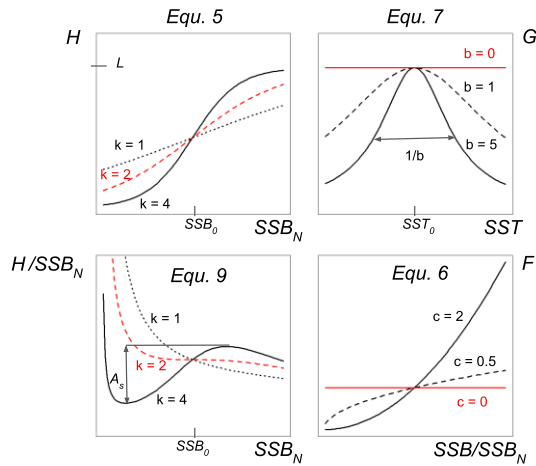 Equ. 5
H
L
k = 1
k = 2
k = 4
SSB0
SSBN
Equ. 7
G
b = 0
b = 1
b = 5
1/b
SST0
SST
H/SSBN
Equ. 9
k = 1
k = 2
k = 4
As
SSB0
SSBN
Equ. 6
F
c = 2
c = 0.5
c = 0
SSB/SSBN